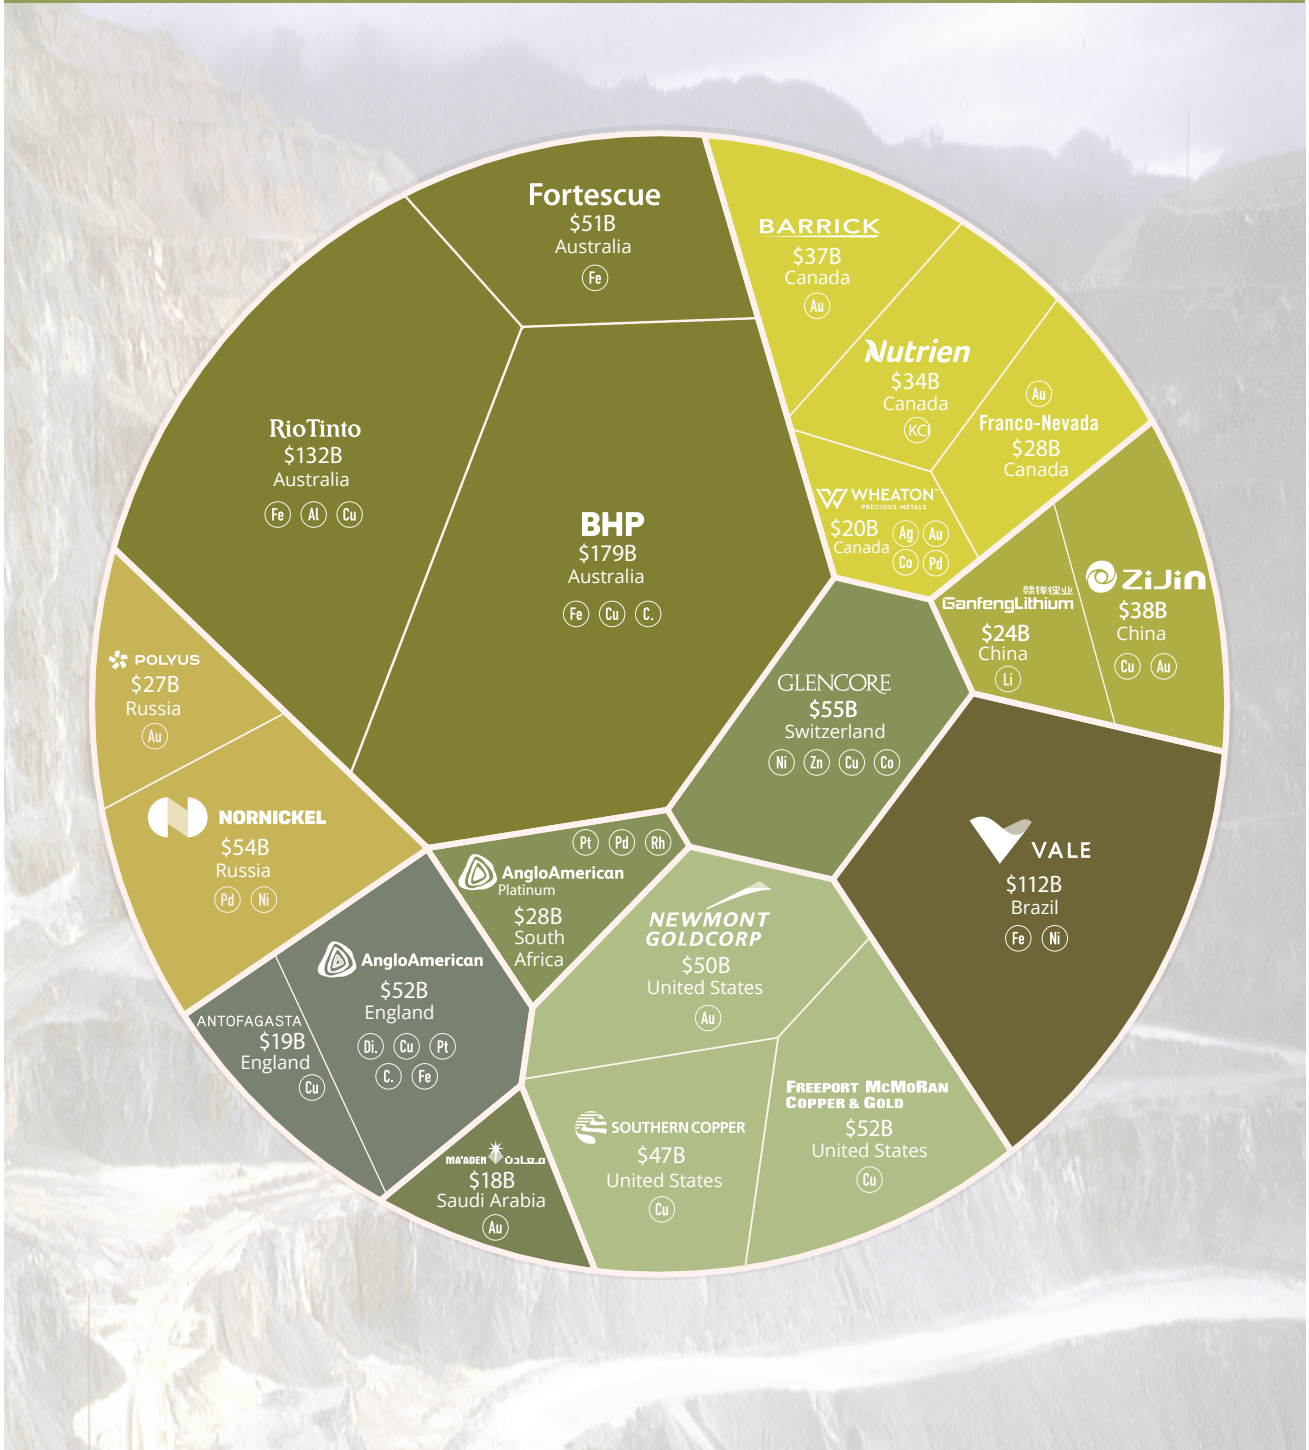 Fortescue
$51B
Australia
Fe
BARRICK
$37B
Canada
Au
Nutrien
$34B
Canada
KCl
Au
Franco-Nevada
$28B
Canada
WHEATON™
PRECIOUS METALS
$20B
Canada
Ag Au
Co Pd
RioTinto
$132B
Australia
Fe Al Cu
BHP
$179B
Australia
Fe Cu C.
赣锋锂业
GanfengLithium
$24B
China
Li
ZiJin
$38B
China
Cu Au
POLYUS
$27B
Russia
Au
GLENCORE
$55B
Switzerland
Ni Zn Cu Co
NORNICKEL
$54B
Russia
Pd Ni
Pt Pd Rh
AngloAmerican
Platinum
$28B
South
Africa
VALE
$112B
Brazil
Fe Ni
NEWMONT
GOLDCORP
$50B
United States
Au
AngloAmerican
$52B
England
Di. Cu Pt
C. Fe
ANTOFAGASTA
$19B
England
Cu
FREEPORT MCMORAN
COPPER & GOLD
$52B
United States
Cu
SOUTHERN COPPER
$47B
United States
Cu
MA'ADEN معادن
$18B
Saudi Arabia
Au